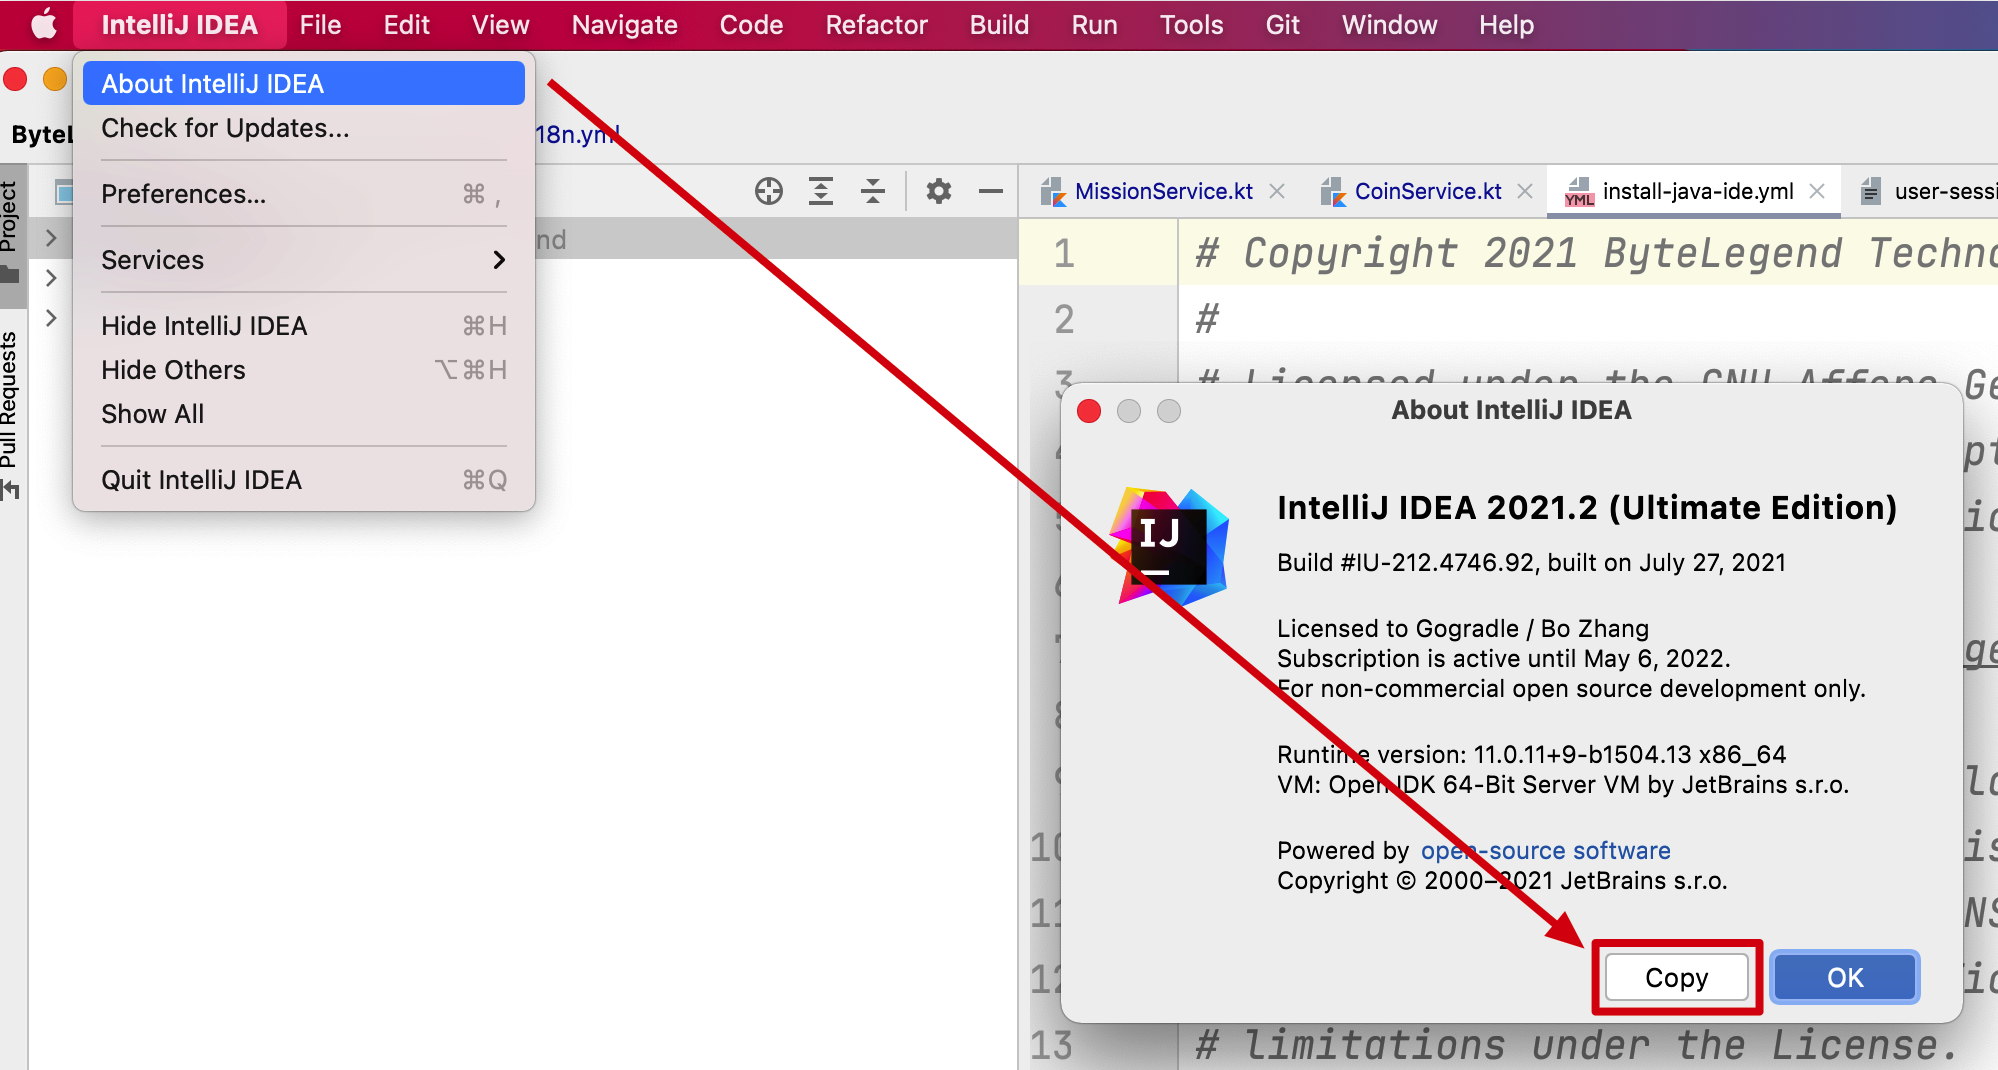 IntelliJ IDEA File Edit View Navigate Code Refactor Build Run Tools Git Window Help
About IntelliJ IDEA
Check for Updates...
Preferences... ⌘ ,
Services
Hide IntelliJ IDEA ⌘H
Hide Others ⌥⌘H
Show All
Quit IntelliJ IDEA ⌘Q
ByteL
18n.yml
Project
Pull Requests
nd
MissionService.kt
CoinService.kt
YML install-java-ide.yml
user-sessi
1 # Copyright 2021 ByteLegend Techno
2 #
3 # Licensed under the GNU Affero Ge
About IntelliJ IDEA
IJ
IntelliJ IDEA 2021.2 (Ultimate Edition)
Build #IU-212.4746.92, built on July 27, 2021
Licensed to Gogradle / Bo Zhang
Subscription is active until May 6, 2022.
For non-commercial open source development only.
Runtime version: 11.0.11+9-b1504.13 x86_64
VM: OpenJDK 64-Bit Server VM by JetBrains s.r.o.
Powered by open-source software
Copyright © 2000–2021 JetBrains s.r.o.
Copy OK
10
11
12
13 # limitations under the License.